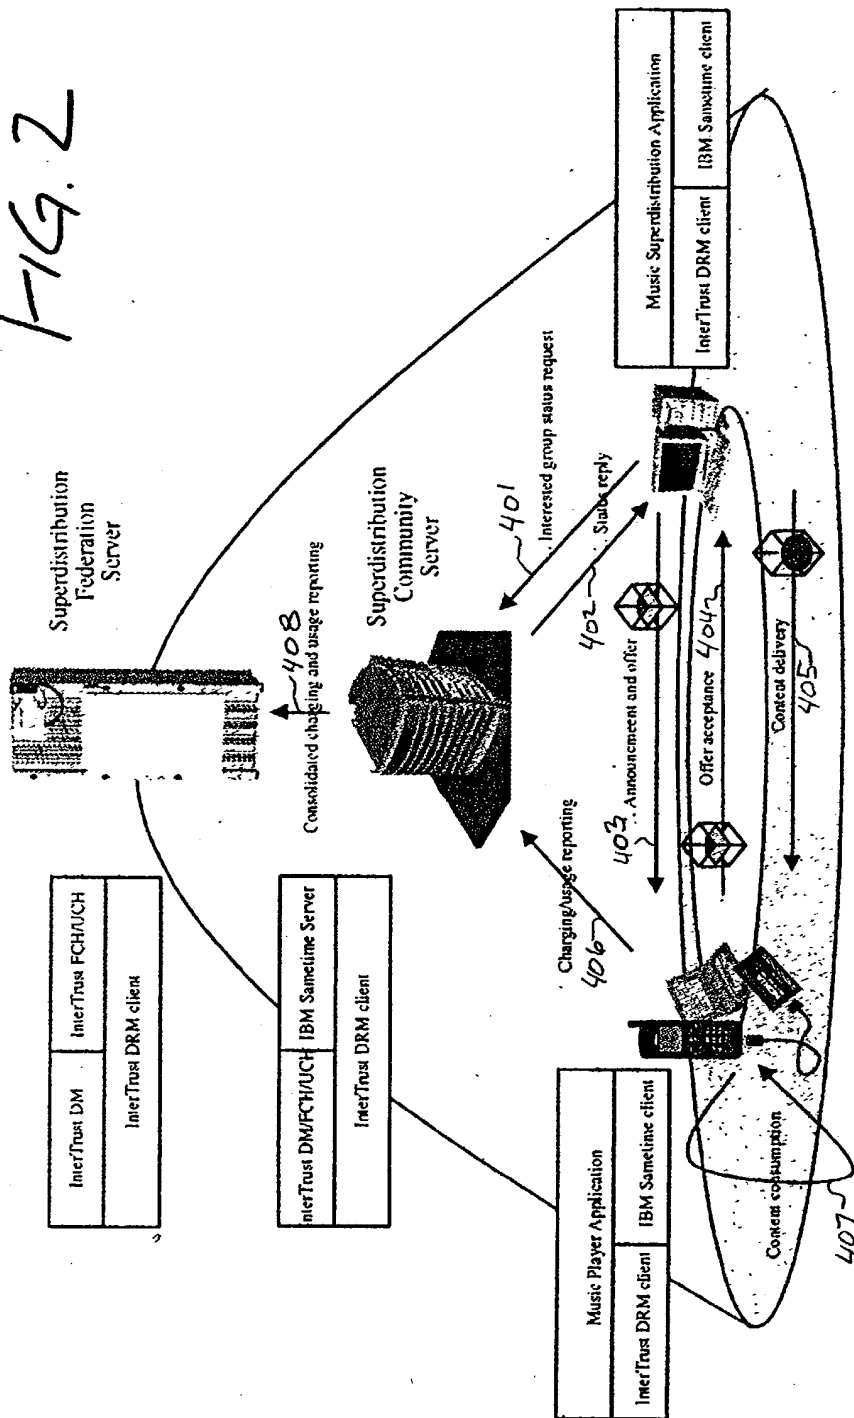 FIG. 2
Superdistribution
Federation
Server
InterTrust DM
InterTrust FCH/UCH
InterTrust DRM client
408
Consolidated charging and usage reporting
Superdistribution
Community
Server
nterTrust DM/FCH/UCH
IBM Sametime Server
InterTrust DRM client
401
Interested group status request
402
Status reply
Charging/usage reporting
406
403
Announcement and offer
Offer acceptance
404
Content delivery
405
Music Superdistribution Application
InterTrust DRM client
IBM Sametime client
Music Player Application
InterTrust DRM client
IBM Sametime client
Content consumption
407